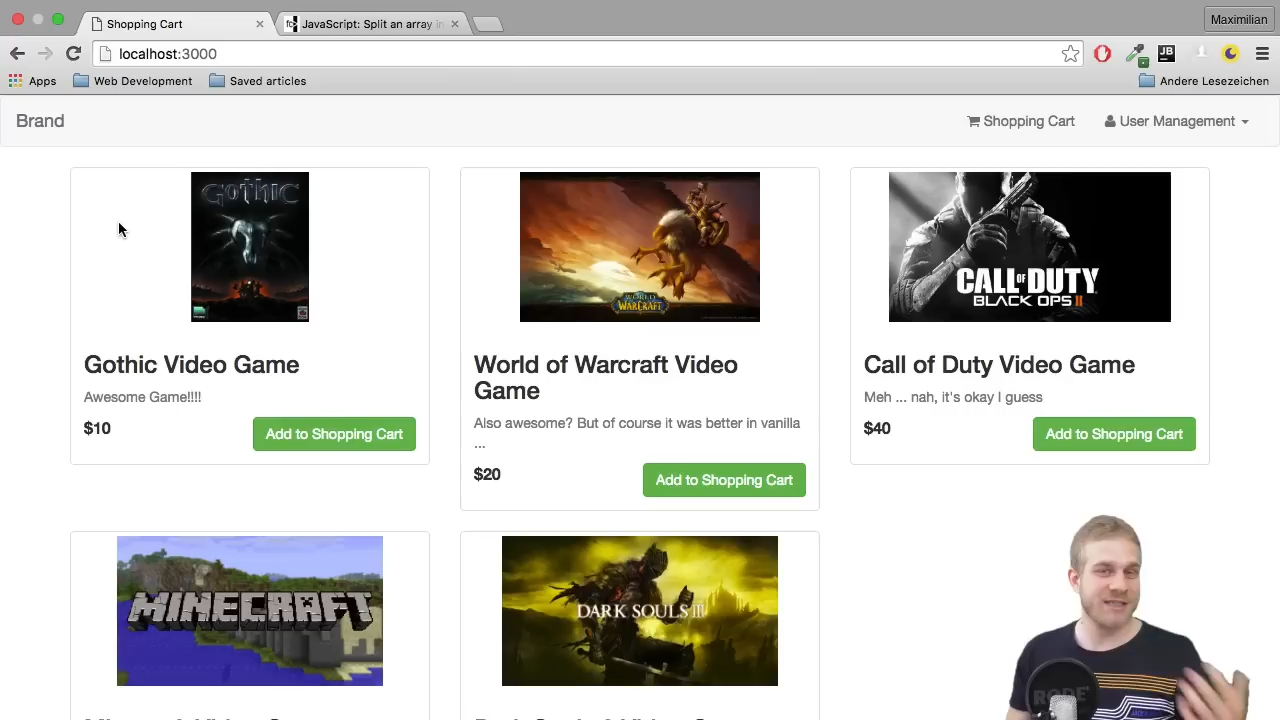 Shopping Cart
JavaScript: Split an array in
Maximilian
localhost:3000
Apps
Web Development
Saved articles
Andere Lesezeichen
Brand
Shopping Cart
User Management
GOTHIC
WORLD
OF
WARCRAFT
CALL OF DUTY
BLACK OPS II
Gothic Video Game
Awesome Game!!!!
$10
Add to Shopping Cart
World of Warcraft Video
Game
Also awesome? But of course it was better in vanilla
...
$20
Add to Shopping Cart
Call of Duty Video Game
Meh ... nah, it's okay I guess
$40
Add to Shopping Cart
MINECRAFT
DARK SOULS III
RODE